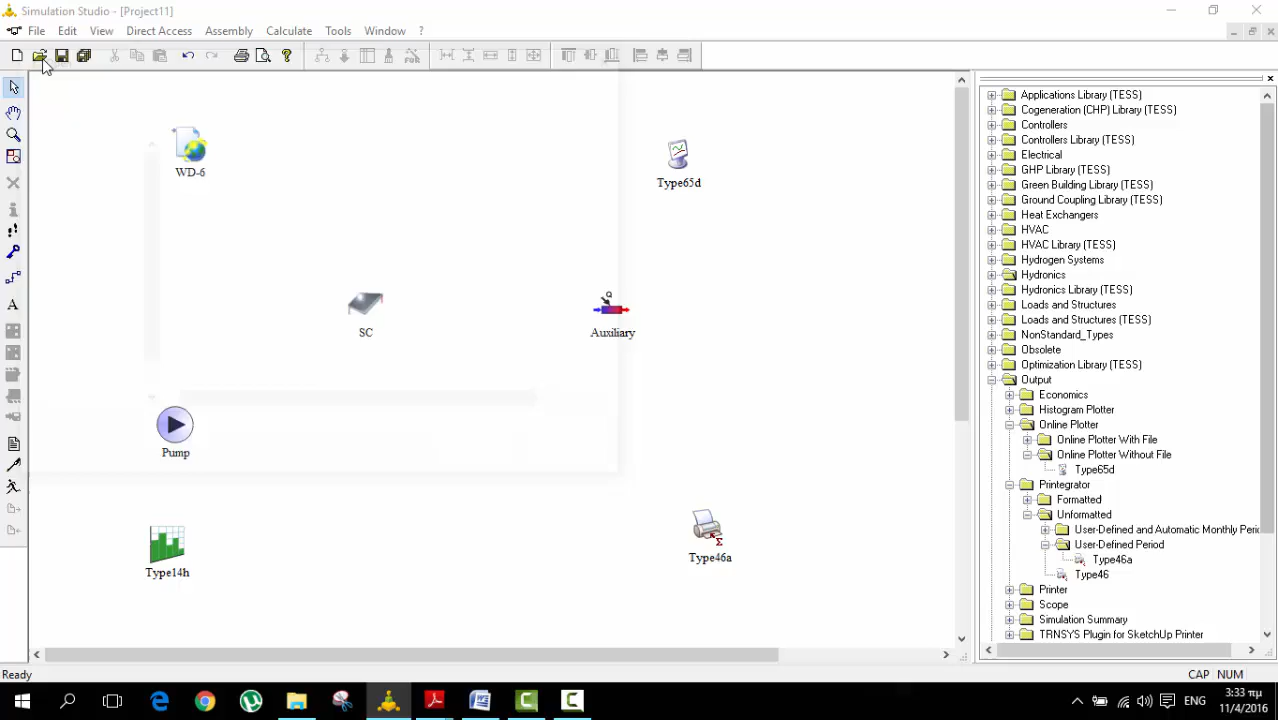 Simulation Studio - [Project11]
File Edit View Direct Access Assembly Calculate Tools Window ?
WD-6
Type65d
SC
Auxiliary
Pump
Type14h
Type46a
Applications Library (TESS)
Cogeneration (CHP) Library (TESS)
Controllers
Controllers Library (TESS)
Electrical
GHP Library (TESS)
Green Building Library (TESS)
Ground Coupling Library (TESS)
Heat Exchangers
HVAC
HVAC Library (TESS)
Hydrogen Systems
Hydronics
Hydronics Library (TESS)
Loads and Structures
Loads and Structures (TESS)
NonStandard_Types
Obsolete
Optimization Library (TESS)
Output
Economics
Histogram Plotter
Online Plotter
Online Plotter With File
Online Plotter Without File
Type65d
Printegrator
Formatted
Unformatted
User-Defined and Automatic Monthly Peri
User-Defined Period
Type46a
Type46
Printer
Scope
Simulation Summary
TRNSYS Plugin for SketchUp Printer
Ready
CAP NUM
ΕΝΓ
3:33 πμ
11/4/2016